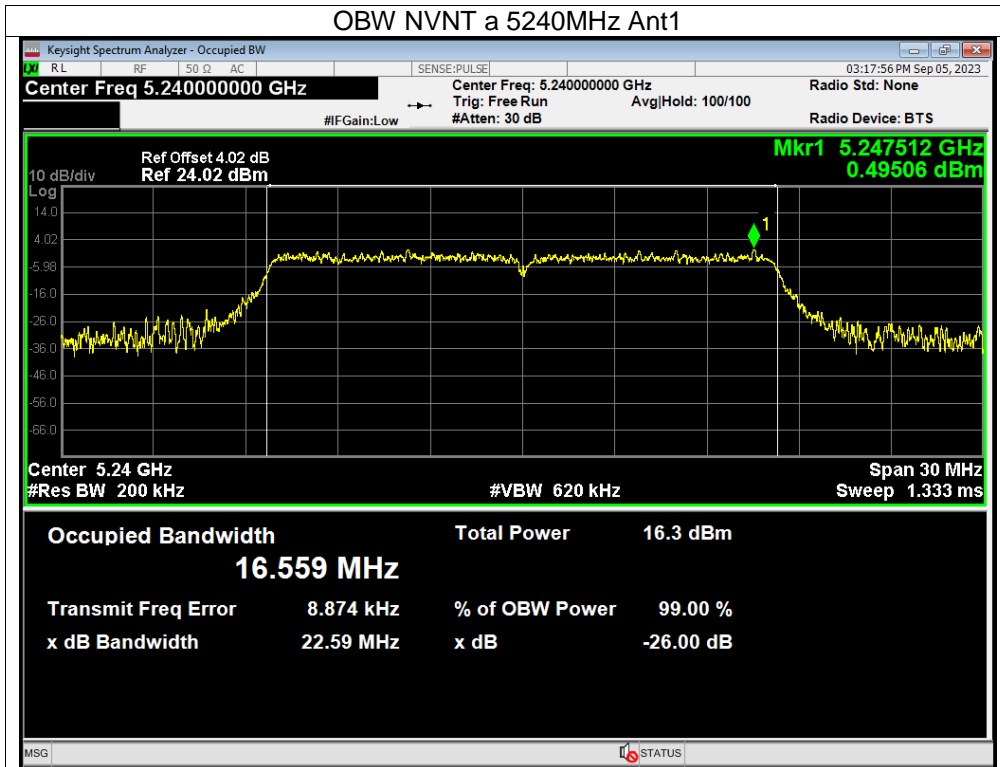 OBW NVNT a 5240MHz Ant1
Keysight Spectrum Analyzer - Occupied BW
LXI RL RF 50 Ω AC SENSE:PULSE 03:17:56 PM Sep 05, 2023
Center Freq 5.240000000 GHz Center Freq: 5.240000000 GHz Radio Std: None
Trig: Free Run Avg|Hold: 100/100
#IFGain:Low #Atten: 30 dB Radio Device: BTS
Mkr1 5.247512 GHz
Ref Offset 4.02 dB
10 dB/div Ref 24.02 dBm 0.49506 dBm
Log
14.0
1
4.02
-5.98
-16.0
-26.0
-36.0
-46.0
-56.0
-66.0
Center 5.24 GHz Span 30 MHz
#Res BW 200 kHz #VBW 620 kHz Sweep 1.333 ms
Occupied Bandwidth Total Power 16.3 dBm
16.559 MHz
Transmit Freq Error 8.874 kHz % of OBW Power 99.00 %
x dB Bandwidth 22.59 MHz x dB -26.00 dB
MSG STATUS